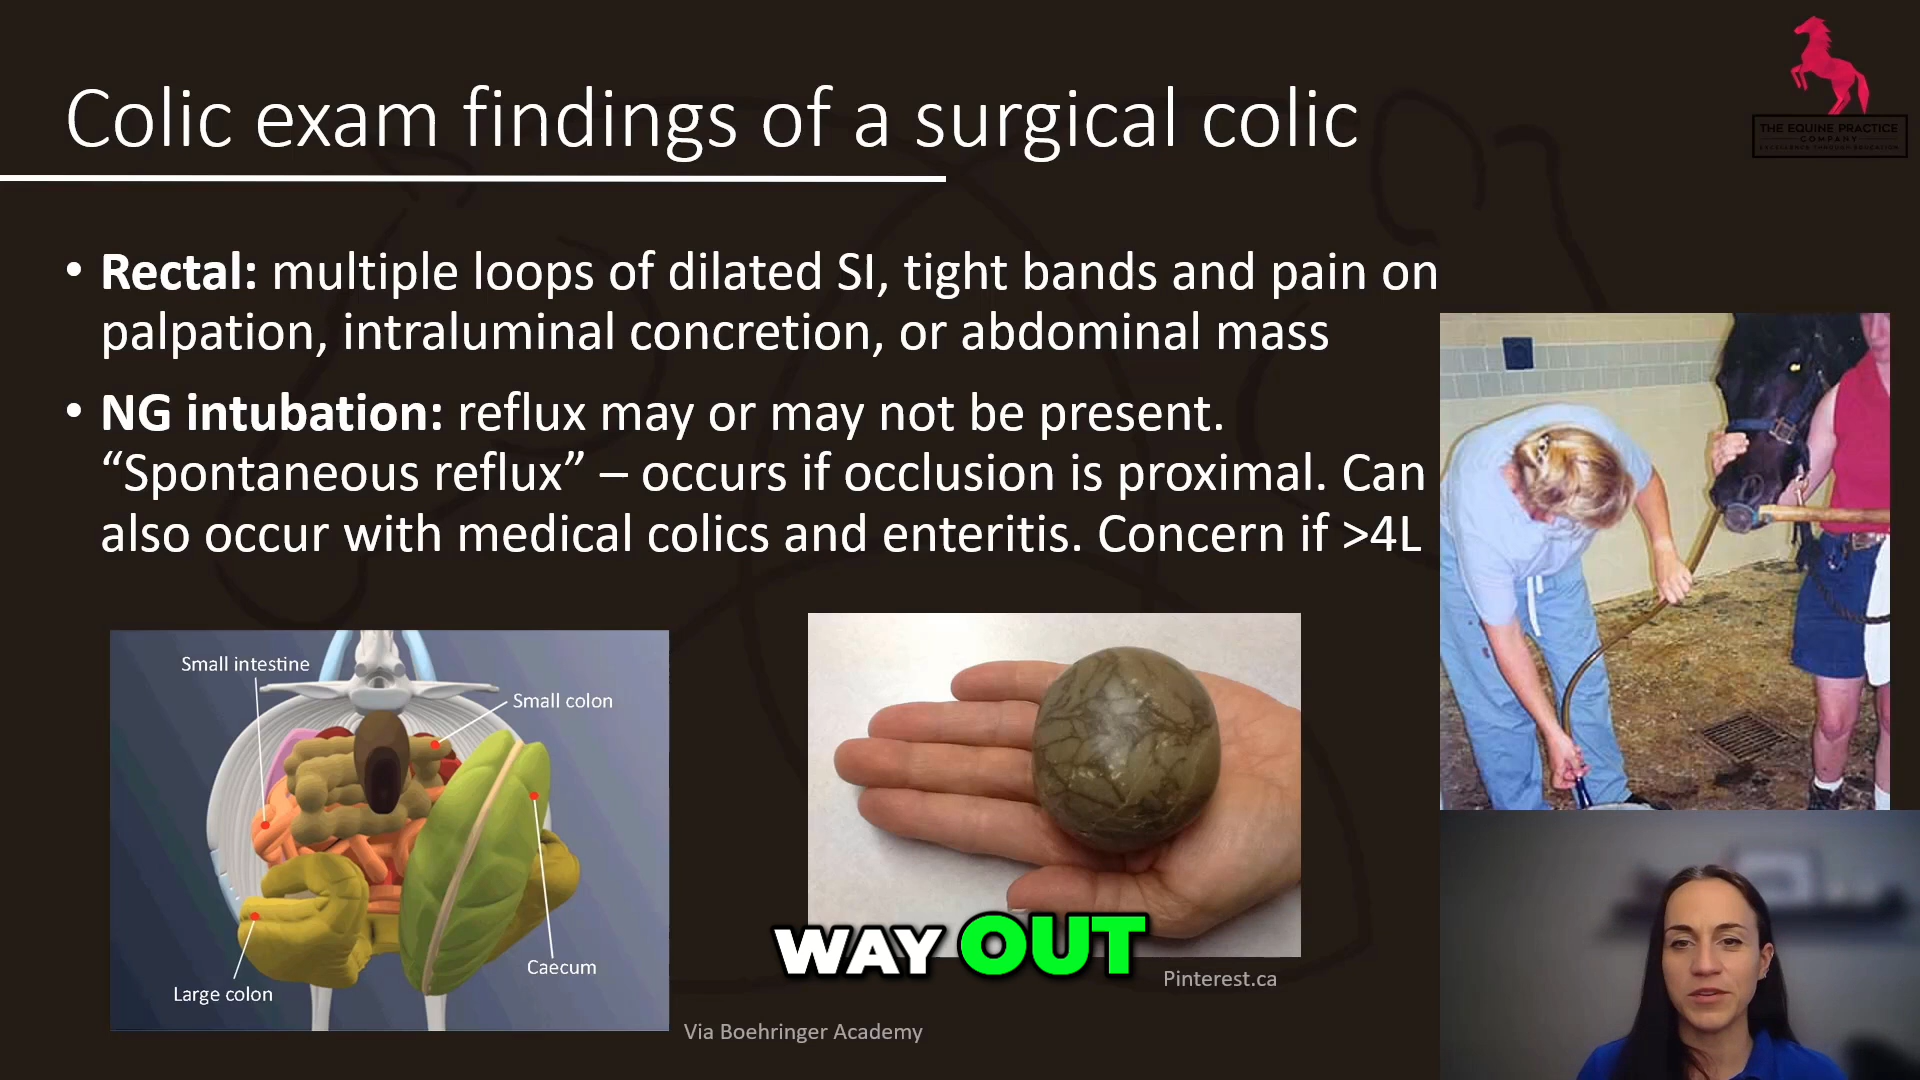 Colic exam findings of a surgical colic
THE EQUINE PRACTICE
COMPANY
EXCELLENCE THROUGH EDUCATION
• Rectal: multiple loops of dilated SI, tight bands and pain on
palpation, intraluminal concretion, or abdominal mass
• NG intubation: reflux may or may not be present.
“Spontaneous reflux” – occurs if occlusion is proximal. Can
also occur with medical colics and enteritis. Concern if >4L
Small intestine
Small colon
Caecum
Large colon
WAY OUT
Pinterest.ca
Via Boehringer Academy